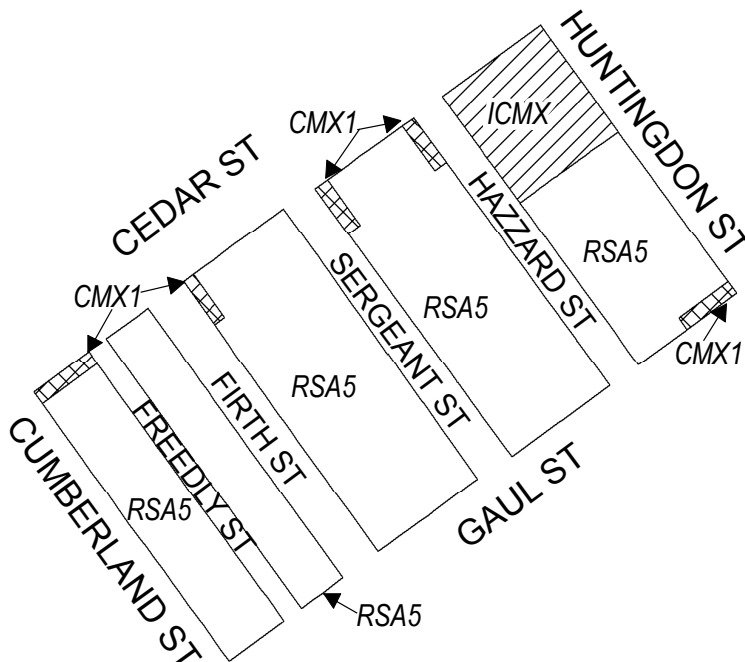 HUNTINGDON ST
ICMX
CMX1
CEDAR ST
HAZZARD ST
RSA5
SERGEANT ST
RSA5
CMX1
CMX1
RSA5
FIRTH ST
FREEDLY ST
GAUL ST
CUMBERLAND ST
RSA5
RSA5